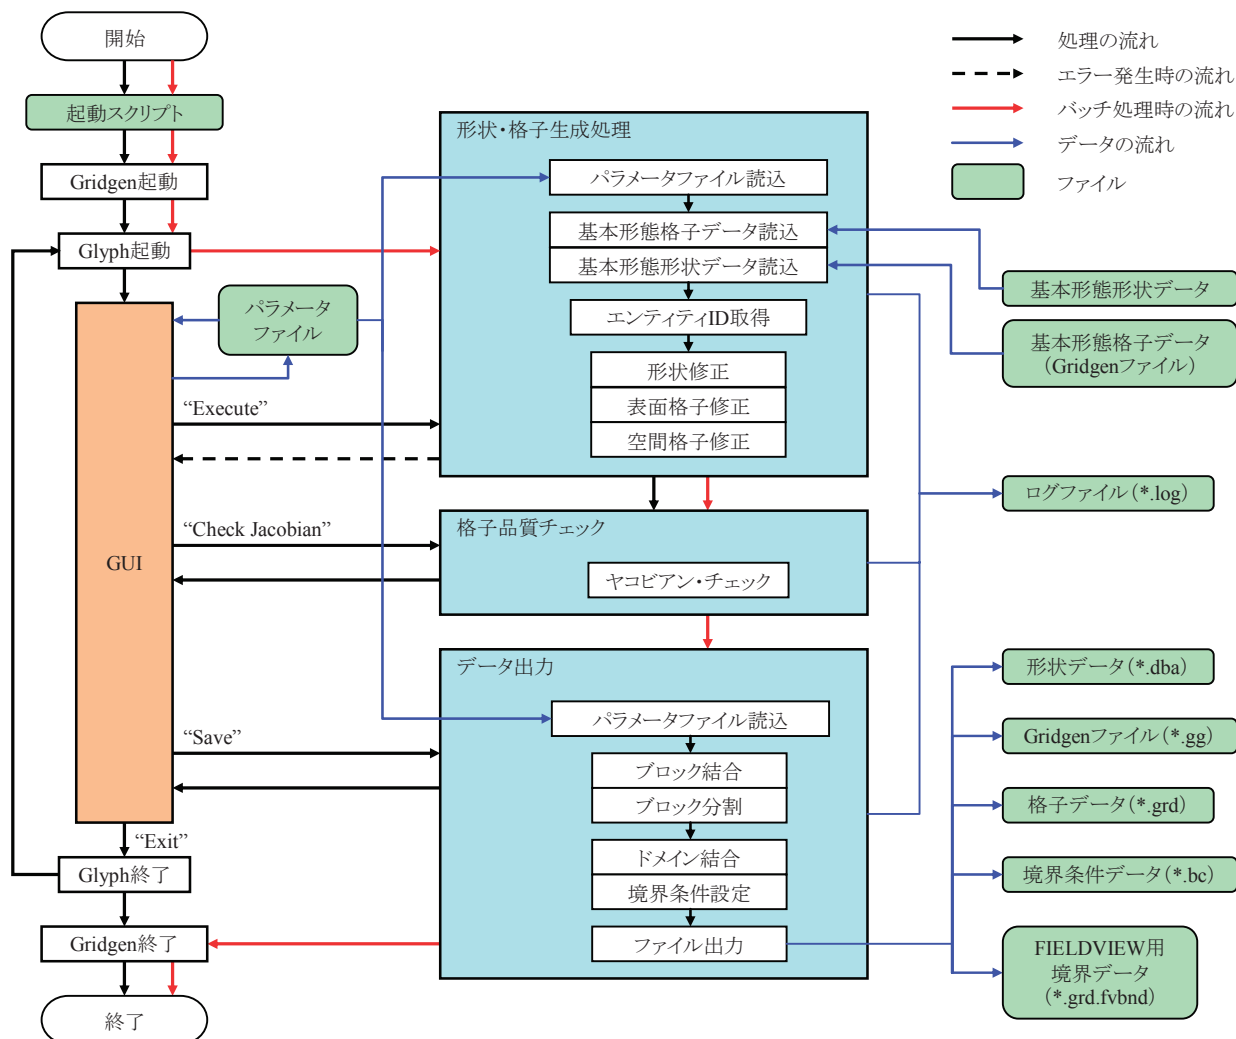 開始
起動スクリプト
Gridgen起動
Glyph起動
GUI
パラメータ
ファイル
“Execute”
“Check Jacobian”
“Save”
“Exit”
Glyph終了
Gridgen終了
終了
形状・格子生成処理
パラメータファイル読込
基本形態格子データ読込
基本形態形状データ読込
エンティティID取得
形状修正
表面格子修正
空間格子修正
格子品質チェック
ヤコビアン・チェック
データ出力
パラメータファイル読込
ブロック結合
ブロック分割
ドメイン結合
境界条件設定
ファイル出力
処理の流れ
エラー発生時の流れ
バッチ処理時の流れ
データの流れ
ファイル
基本形態形状データ
基本形態格子データ
（Gridgenファイル）
ログファイル（*.log）
形状データ（*.dba）
Gridgenファイル（*.gg）
格子データ（*.grd）
境界条件データ（*.bc）
FIELDVIEW用
境界データ
（*.grd.fvbnd）